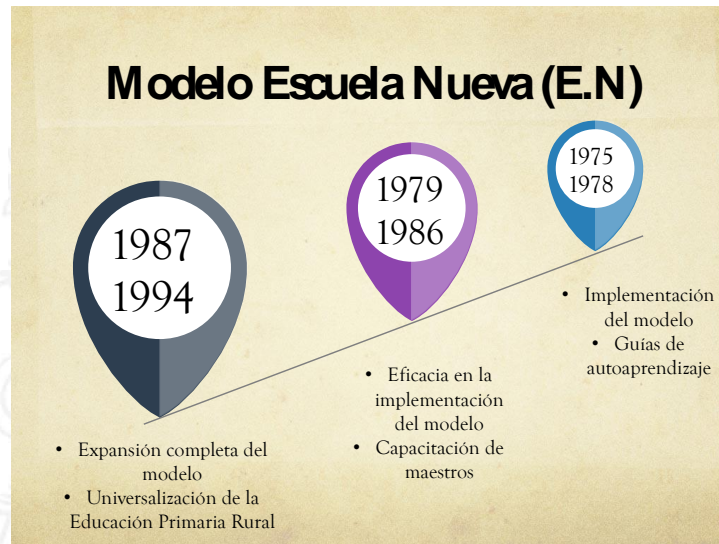 Modelo Escuela Nueva (E.N)
1987
1994
• Expansión completa del
modelo
• Universalización de la
Educación Primaria Rural
1979
1986
• Eficacia en la
implementación
del modelo
• Capacitación de
maestros
1975
1978
• Implementación
del modelo
• Guías de
autoaprendizaje